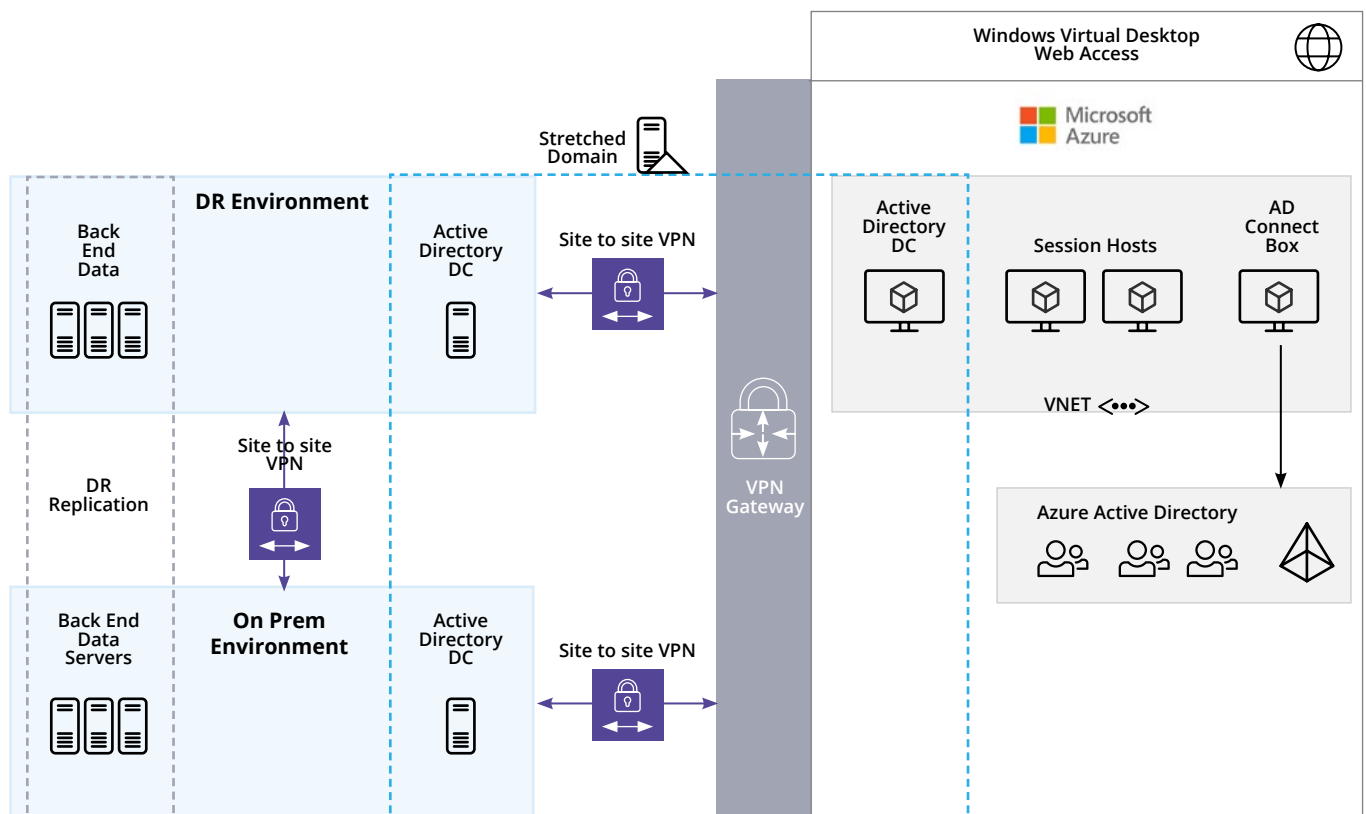 Windows Virtual Desktop
Web Access
Microsoft
Azure
Stretched
Domain
DR Environment
Back
End
Data
Active
Directory
DC
Site to site VPN
Active
Directory
DC
Session Hosts
AD
Connect
Box
VNET
Site to site
VPN
DR
Replication
VPN
Gateway
Azure Active Directory
Back End
Data
Servers
On Prem
Environment
Active
Directory
DC
Site to site VPN